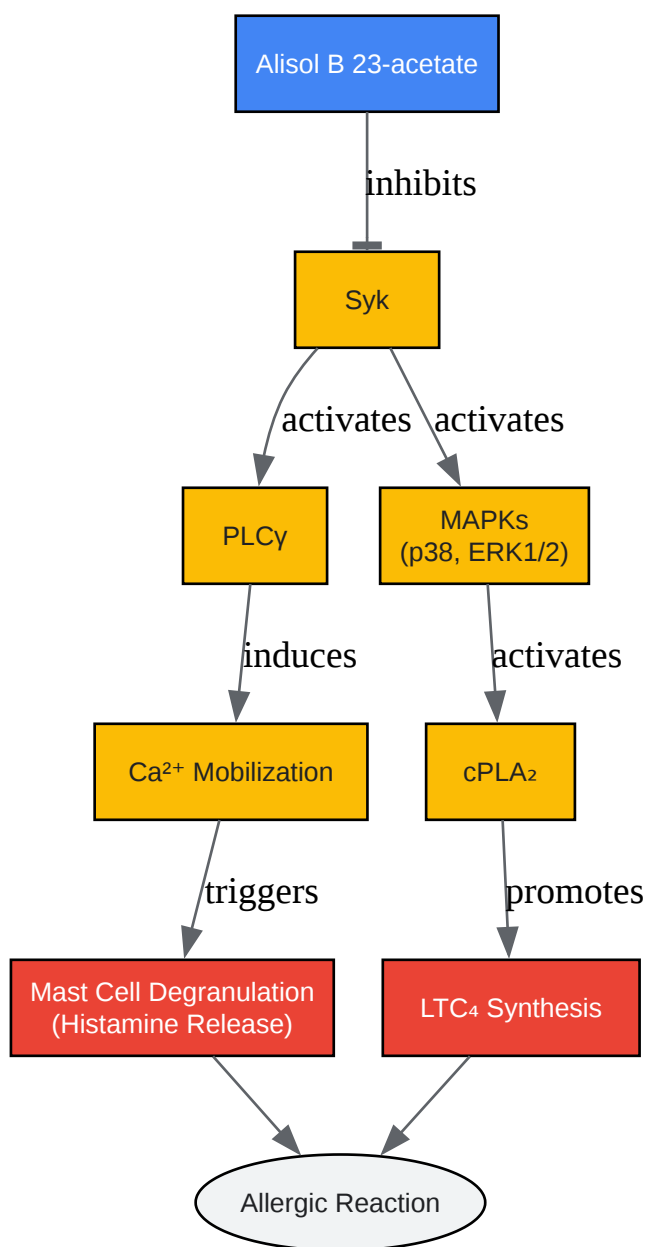 Alisol B 23-acetate
inhibits
Syk
activates
activates
PLCγ
MAPKs
(p38, ERK1/2)
induces
activates
Ca²⁺ Mobilization
cPLA₂
triggers
promotes
Mast Cell Degranulation
(Histamine Release)
LTC₄ Synthesis
Allergic Reaction